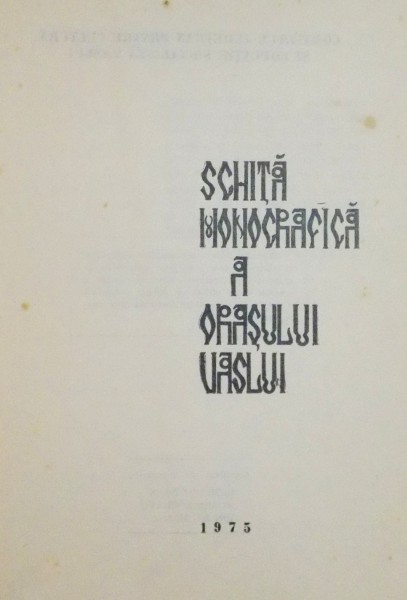 SCHIȚĂ
MONOGRAFICĂ
A
ORAȘULUI
VASLUI
1975